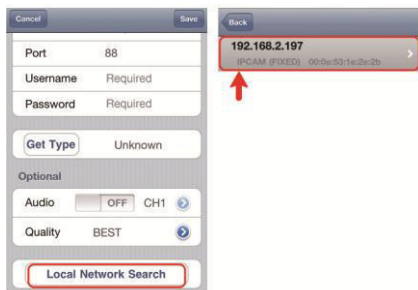 Cancel Save
Port 88
Username Required
Password Required
Get Type Unknown
Optional
Audio OFF CH1
Quality BEST
Local Network Search
Back
192.168.2.197
IPCAM (FIXED) 00:0e:53:1e:2e:2b